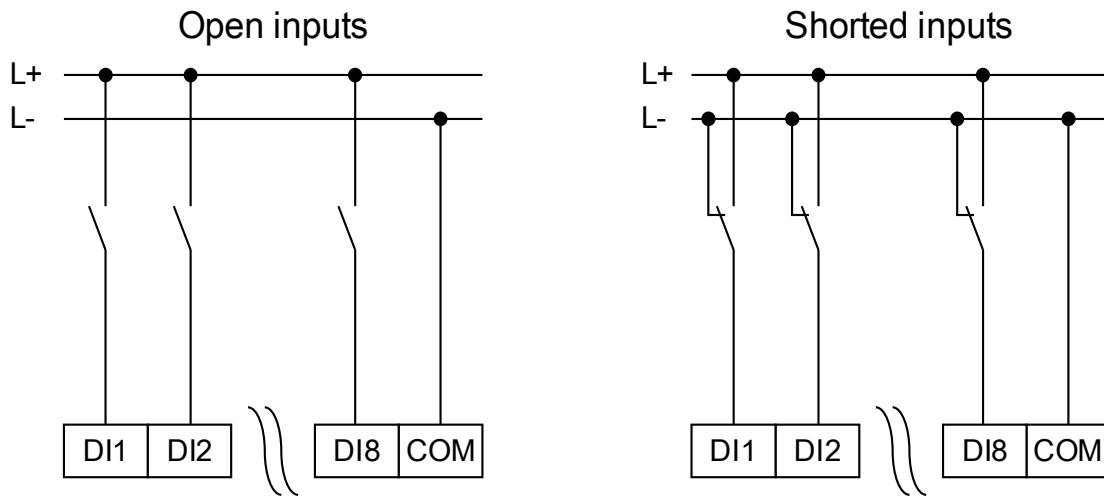 Open inputs
L+
L-
DI1 DI2 DI8 COM
Shorted inputs
L+
L-
DI1 DI2 DI8 COM